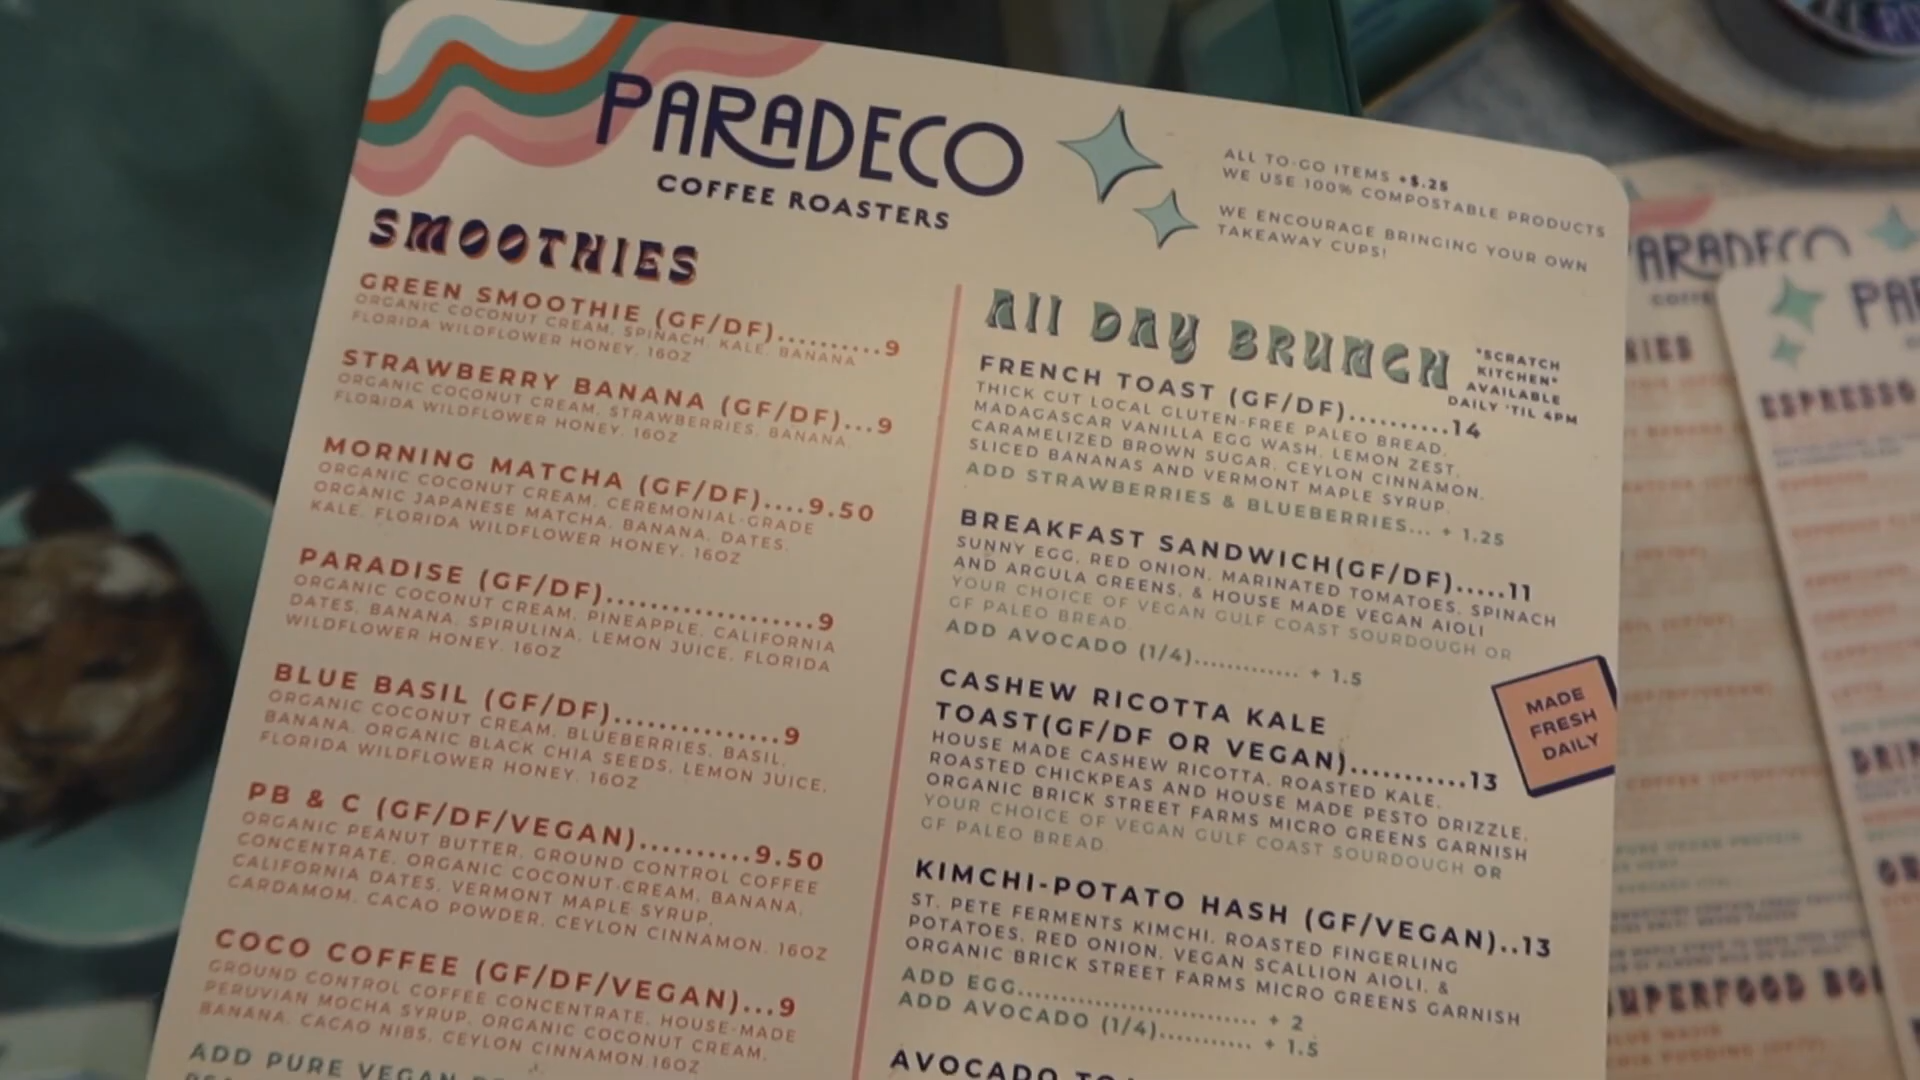 PARADECO
COFFEE ROASTERS
ALL TO-GO ITEMS +$.25
WE USE 100% COMPOSTABLE PRODUCTS
WE ENCOURAGE BRINGING YOUR OWN
TAKEAWAY CUPS!
SMOOTHIES
GREEN SMOOTHIE (GF/DF)..........9
ORGANIC COCONUT CREAM, SPINACH, KALE, BANANA
FLORIDA WILDFLOWER HONEY. 16OZ
STRAWBERRY BANANA (GF/DF)...9
ORGANIC COCONUT CREAM, STRAWBERRIES, BANANA,
FLORIDA WILDFLOWER HONEY. 16OZ
MORNING MATCHA (GF/DF)....9.50
ORGANIC COCONUT CREAM, CEREMONIAL-GRADE
ORGANIC JAPANESE MATCHA, BANANA, DATES,
KALE, FLORIDA WILDFLOWER HONEY. 16OZ
PARADISE (GF/DF)..................9
ORGANIC COCONUT CREAM, PINEAPPLE, CALIFORNIA
DATES, BANANA, SPIRULINA, LEMON JUICE, FLORIDA
WILDFLOWER HONEY. 16OZ
BLUE BASIL (GF/DF)..............9
ORGANIC COCONUT CREAM, BLUEBERRIES, BASIL,
BANANA, ORGANIC BLACK CHIA SEEDS, LEMON JUICE,
FLORIDA WILDFLOWER HONEY. 16OZ
PB & C (GF/DF/VEGAN)..........9.50
ORGANIC PEANUT BUTTER, GROUND CONTROL COFFEE
CONCENTRATE, ORGANIC COCONUT CREAM, BANANA,
CALIFORNIA DATES, VERMONT MAPLE SYRUP,
CARDAMOM, CACAO POWDER, CEYLON CINNAMON. 16OZ
COCO COFFEE (GF/DF/VEGAN)...9
GROUND CONTROL COFFEE CONCENTRATE, HOUSE-MADE
PERUVIAN MOCHA SYRUP, ORGANIC COCONUT CREAM,
BANANA, CACAO NIBS, CEYLON CINNAMON.16OZ
ADD PURE VEGAN
All DAY BRUNCH
*SCRATCH
KITCHEN*
AVAILABLE
DAILY 'TIL 4PM
FRENCH TOAST (GF/DF)..........14
THICK CUT LOCAL GLUTEN-FREE PALEO BREAD,
MADAGASCAR VANILLA EGG WASH, LEMON ZEST,
CARAMELIZED BROWN SUGAR, CEYLON CINNAMON,
SLICED BANANAS AND VERMONT MAPLE SYRUP.
ADD STRAWBERRIES & BLUEBERRIES... + 1.25
BREAKFAST SANDWICH(GF/DF).....11
SUNNY EGG, RED ONION, MARINATED TOMATOES, SPINACH
AND ARGULA GREENS, & HOUSE MADE VEGAN AIOLI
YOUR CHOICE OF VEGAN GULF COAST SOURDOUGH OR
GF PALEO BREAD.
ADD AVOCADO (1/4)............ + 1.5
CASHEW RICOTTA KALE
TOAST(GF/DF OR VEGAN)...........13
HOUSE MADE CASHEW RICOTTA, ROASTED KALE,
ROASTED CHICKPEAS AND HOUSE MADE PESTO DRIZZLE,
ORGANIC BRICK STREET FARMS MICRO GREENS GARNISH
YOUR CHOICE OF VEGAN GULF COAST SOURDOUGH OR
GF PALEO BREAD.
MADE
FRESH
DAILY
KIMCHI-POTATO HASH (GF/VEGAN)..13
ST. PETE FERMENTS KIMCHI, ROASTED FINGERLING
POTATOES, RED ONION, VEGAN SCALLION AIOLI, &
ORGANIC BRICK STREET FARMS MICRO GREENS GARNISH
ADD EGG........................... + 2
ADD AVOCADO (1/4)........... + 1.5
AVOCADO
PARADECO
ESPRESSO